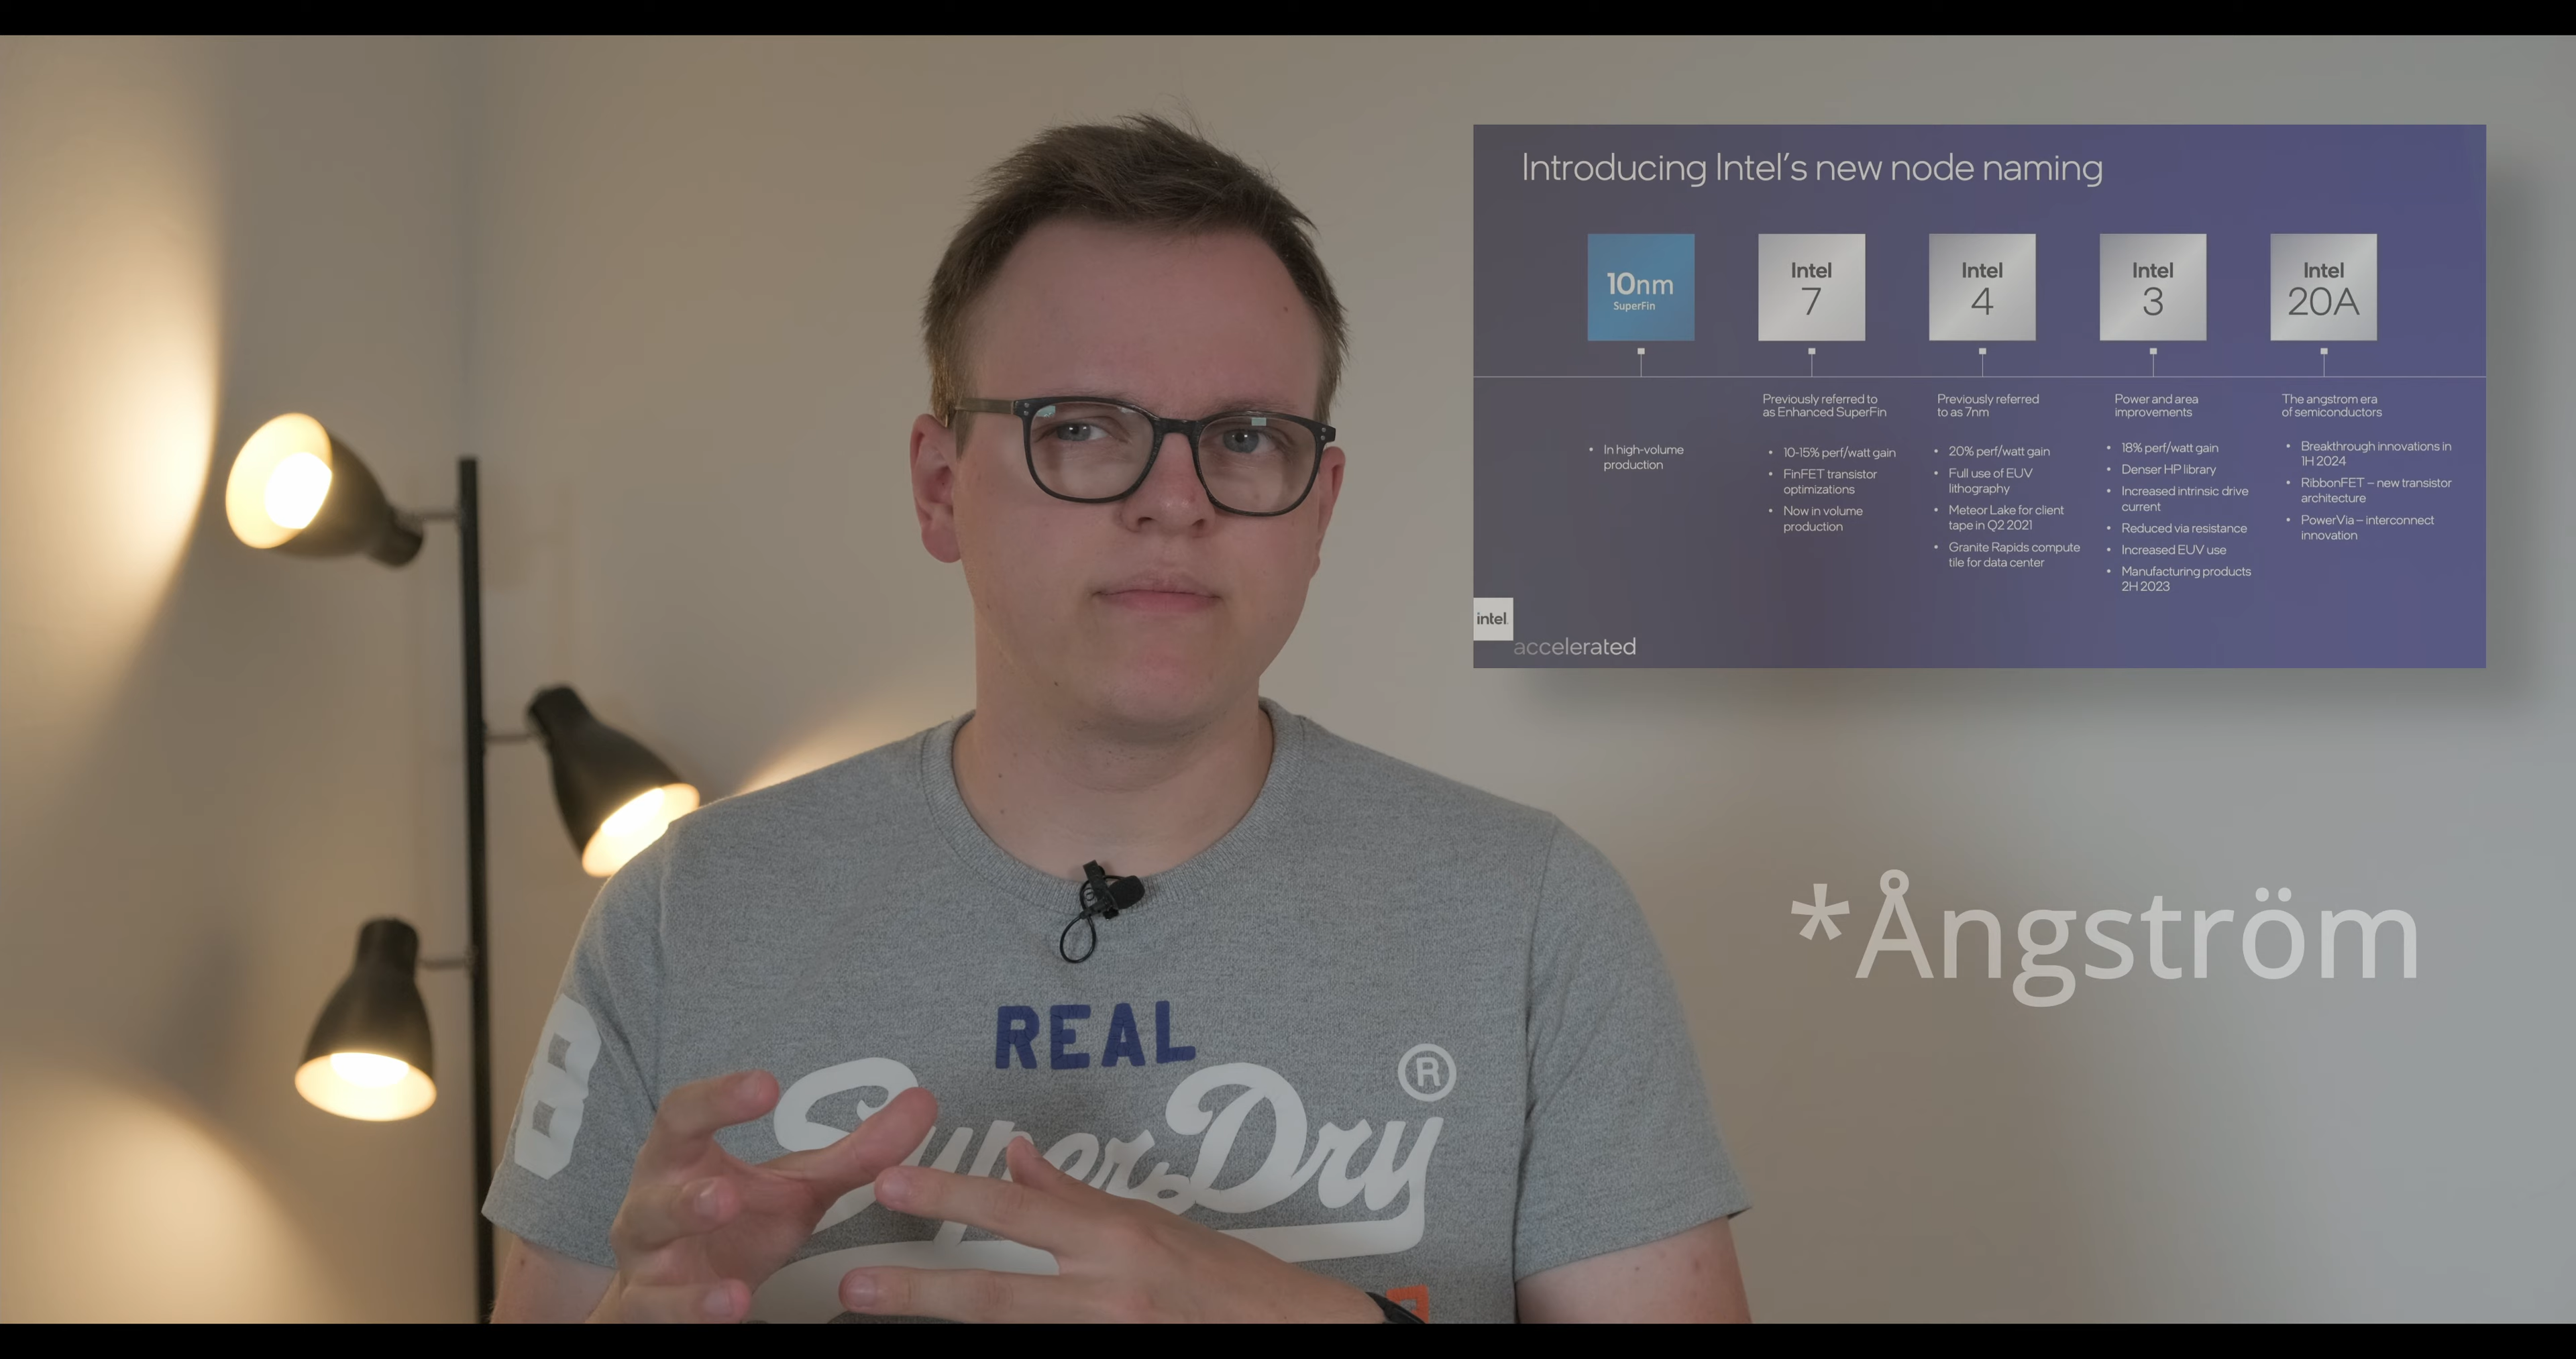 Introducing Intel's new node naming
10nm
SuperFin
Intel
7
Intel
4
Intel
3
Intel
20A
• In high-volume
production
Previously referred to
as Enhanced SuperFin
• 10-15% perf/watt gain
• FinFET transistor
optimizations
• Now in volume
production
Previously referred
to as 7nm
• 20% perf/watt gain
• Full use of EUV
lithography
• Meteor Lake for client
tape in Q2 2021
• Granite Rapids compute
tile for data center
Power and area
improvements
• 18% perf/watt gain
• Denser HP library
• Increased intrinsic drive
current
• Reduced via resistance
• Increased EUV use
• Manufacturing products
2H 2023
The angstrom era
of semiconductors
• Breakthrough innovations in
1H 2024
• RibbonFET – new transistor
architecture
• PowerVia – interconnect
innovation
intel.
accelerated
*Ångström
REAL
SuperDry®
8